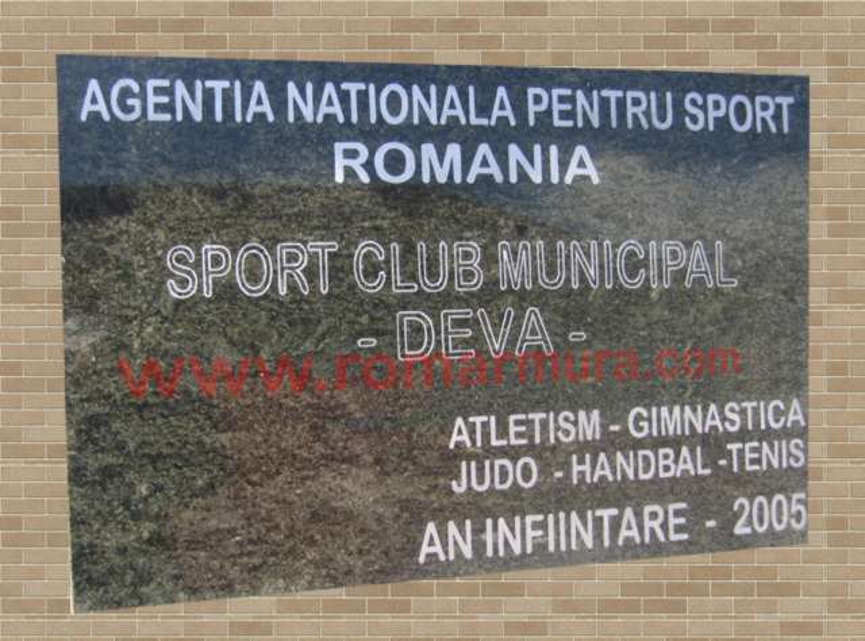 AGENTIA NATIONALA PENTRU SPORT
ROMANIA
SPORT CLUB MUNICIPAL
- DEVA -
www.romarmura.com
ATLETISM - GIMNASTICA
JUDO - HANDBAL -TENIS
AN INFIINTARE - 2005